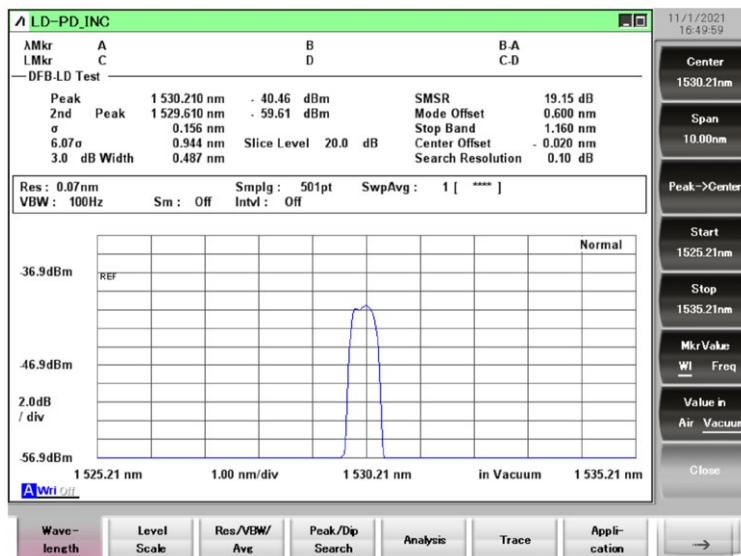 LD-PD_INC
11/1/2021
16:49:59
λMkr A B B-A
LMkr C D C-D
DFB-LD Test
Peak 1 530.210 nm - 40.46 dBm SMSR 19.15 dB
2nd Peak 1 529.610 nm - 59.61 dBm Mode Offset 0.600 nm
σ 0.156 nm Stop Band 1.160 nm
6.07σ 0.944 nm Slice Level 20.0 dB Center Offset - 0.020 nm
3.0 dB Width 0.487 nm Search Resolution 0.10 dB
Res : 0.07nm Smplg : 501pt SwpAvg : 1 [ **** ]
VBW : 100Hz Sm : Off Intvl : Off
Normal
-36.9dBm
REF
-46.9dBm
2.0dB
/ div
-56.9dBm
1 525.21 nm 1.00 nm/div 1 530.21 nm in Vacuum 1 535.21 nm
A Wri Off
Center
1530.21nm
Span
10.00nm
Peak->Center
Start
1525.21nm
Stop
1535.21nm
Mkr Value
Wl Freq
Value in
Air Vacuum
Close
Wave-
length
Level
Scale
Res/VBW/
Avg
Peak/Dip
Search
Analysis
Trace
Appli-
cation
→